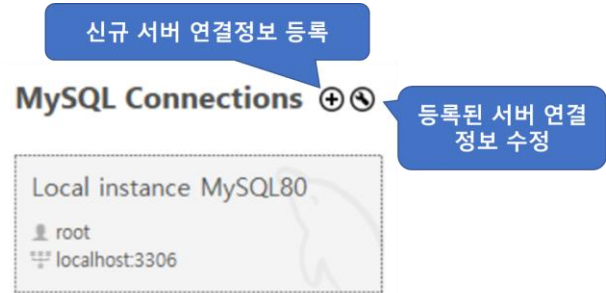 신규 서버 연결정보 등록
MySQL Connections
등록된 서버 연결
정보 수정
Local instance MySQL80
root
localhost:3306